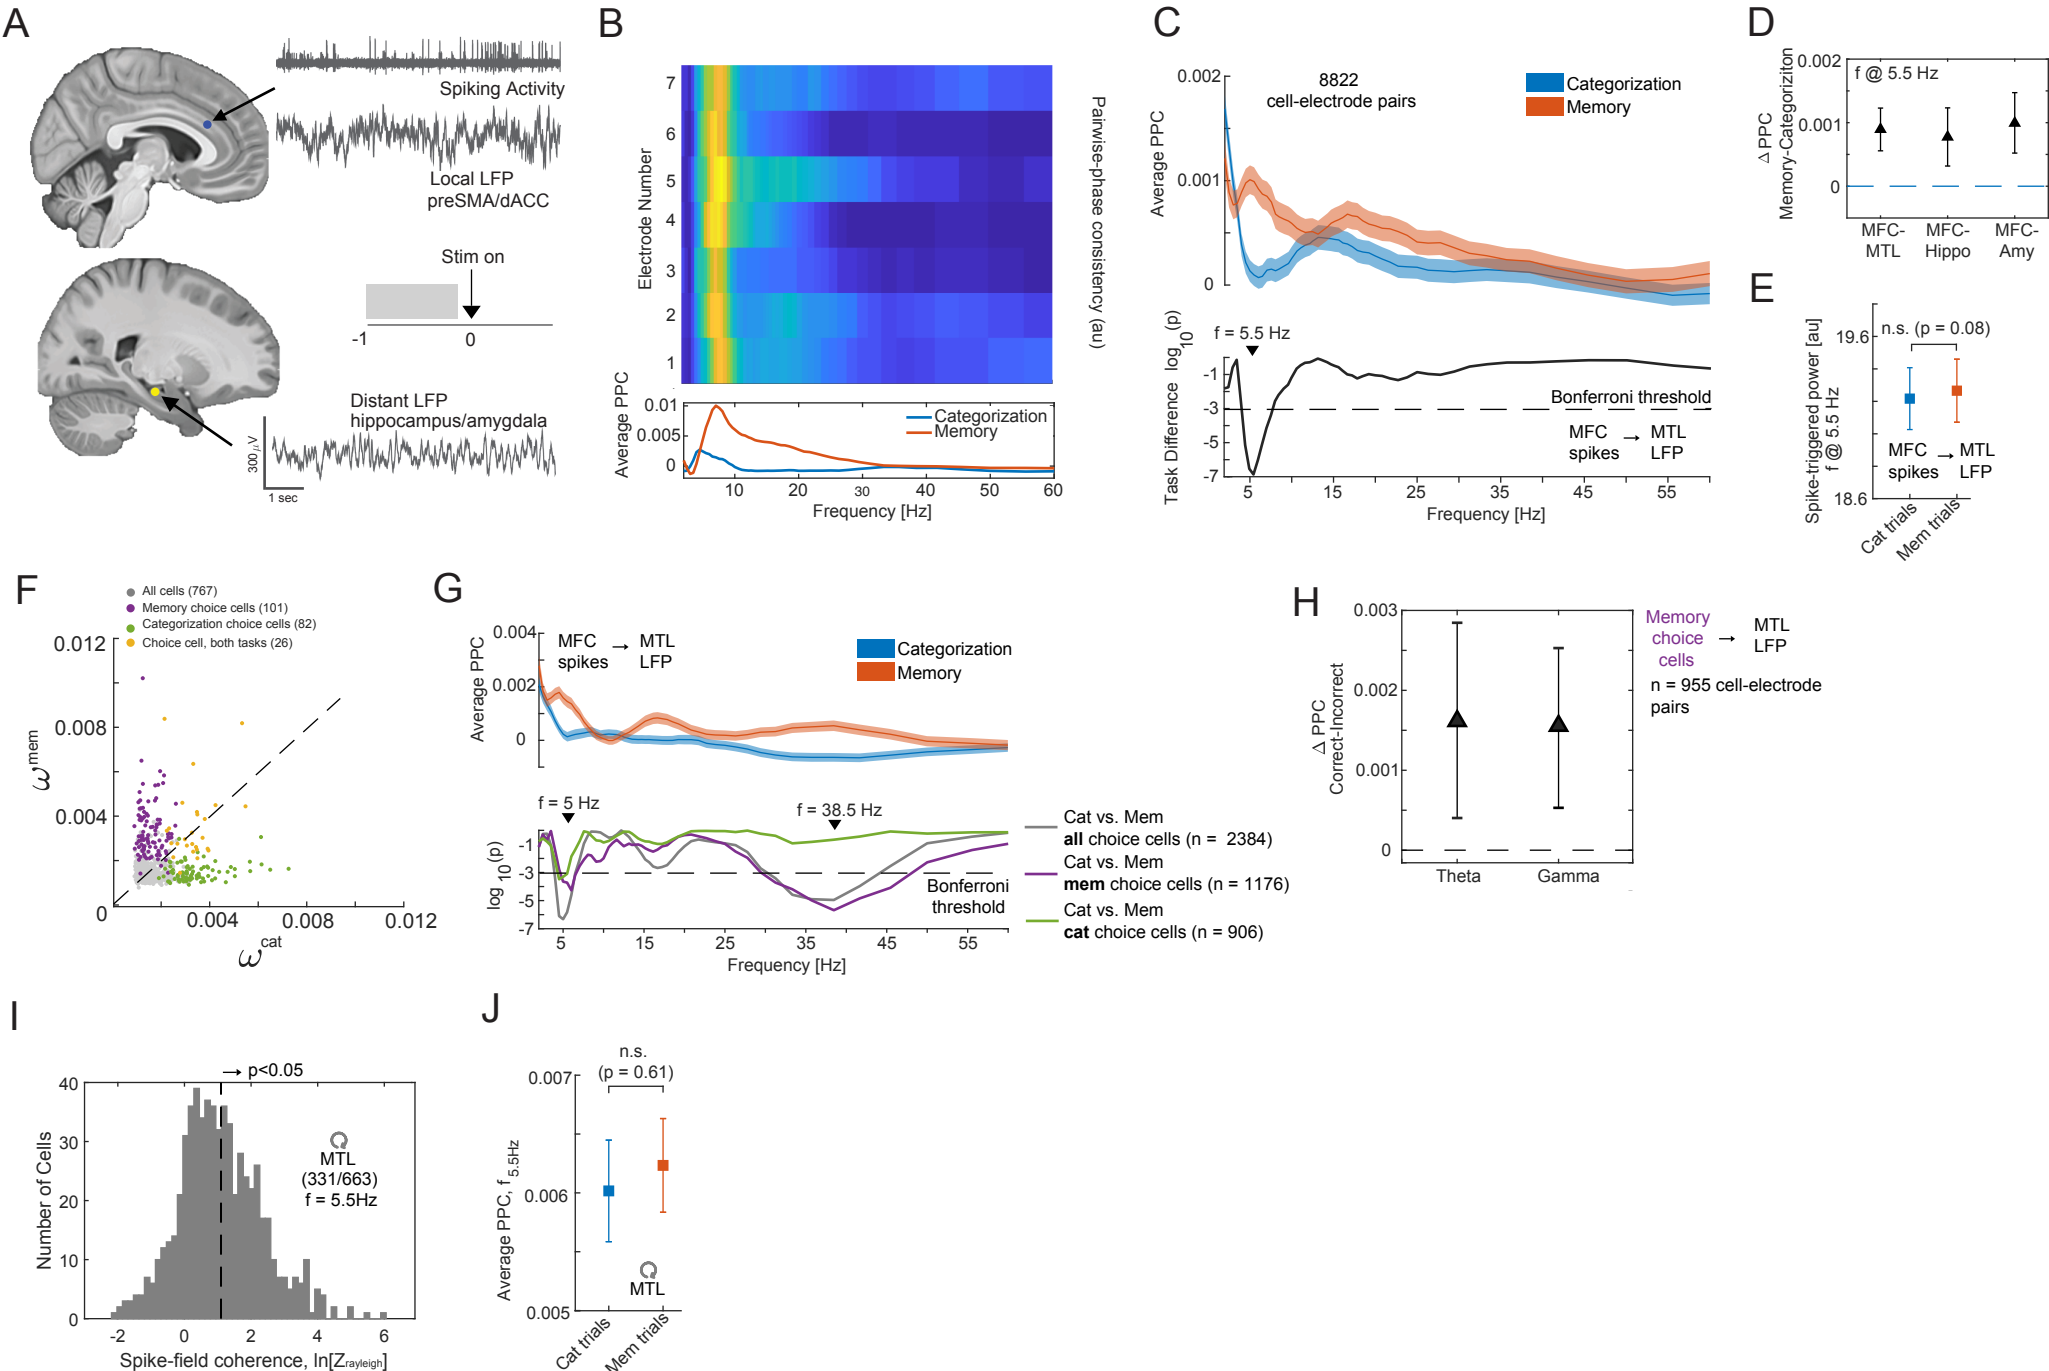 A
Spiking Activity
Local LFP
preSMA/dACC
Stim on
-1
0
Distant LFP
hippocampus/amygdala
300 μV
1 sec
B
Electrode Number
7
6
5
4
3
2
1
Pairwise-phase consistency (au)
Average PPC
0.01
0.005
0
Categorization
Memory
10
20
30
40
50
60
Frequency [Hz]
C
8822
cell-electrode pairs
Categorization
Memory
Average PPC
0.002
0.001
0
Task Difference log10(p)
f = 5.5 Hz
-1
-3
-5
-7
Bonferroni threshold
MFC → MTL
spikes LFP
5
15
25
35
45
55
Frequency [Hz]
D
Δ PPC
Memory-Categorizaiton
f @ 5.5 Hz
0.002
0.001
0
MFC-
MTL
MFC-
Hippo
MFC-
Amy
E
Spike-triggered power [au]
f @ 5.5 Hz
19.6
18.6
n.s. (p = 0.08)
MFC → MTL
spikes LFP
Cat trials
Mem trials
F
All cells (767)
Memory choice cells (101)
Categorization choice cells (82)
Choice cell, both tasks (26)
ω mem
0.012
0.008
0.004
0
0.004
0.008
0.012
ω cat
G
Average PPC
0.004
0.002
0
MFC → MTL
spikes LFP
Categorization
Memory
f = 5 Hz
f = 38.5 Hz
log 10(p)
-1
-3
-5
-7
Bonferroni
threshold
5
15
25
35
45
55
Frequency [Hz]
Cat vs. Mem
all choice cells (n = 2384)
Cat vs. Mem
mem choice cells (n = 1176)
Cat vs. Mem
cat choice cells (n = 906)
H
Δ PPC
Correct-Incorrect
0.003
0.002
0.001
0
Theta
Gamma
Memory
choice
cells
→ MTL
LFP
n = 955 cell-electrode
pairs
I
→ p<0.05
Number of Cells
40
30
20
10
0
MTL
(331/663)
f = 5.5Hz
-2
0
2
4
6
Spike-field coherence, ln[Zrayleigh]
J
n.s.
(p = 0.61)
Average PPC, f5.5Hz
0.007
0.006
0.005
MTL
Cat trials
Mem trials